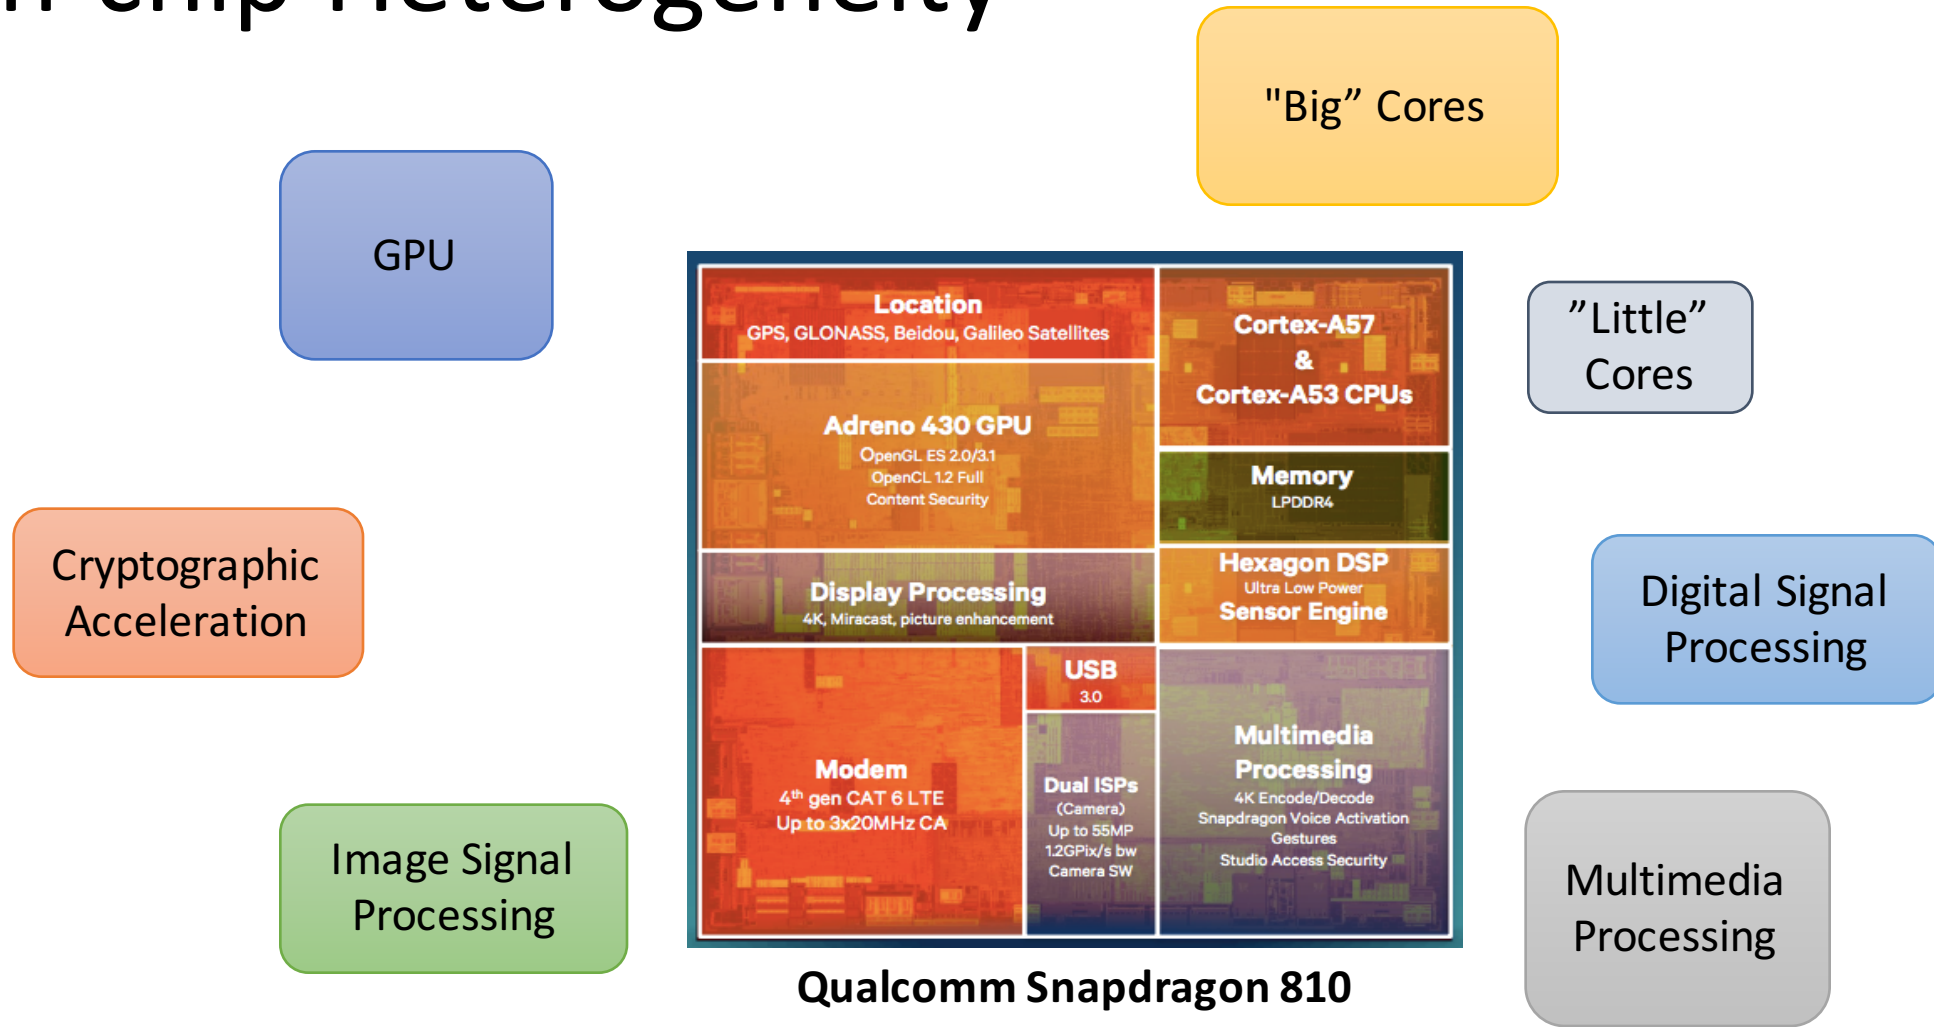 n-chip Heterogeneity
"Big” Cores
GPU
”Little”
Cores
Cryptographic
Acceleration
Digital Signal
Processing
Image Signal
Processing
Multimedia
Processing
Location
GPS, GLONASS, Beidou, Galileo Satellites
Cortex-A57
&
Cortex-A53 CPUs
Adreno 430 GPU
OpenGL ES 2.0/3.1
OpenCL 1.2 Full
Content Security
Memory
LPDDR4
Hexagon DSP
Ultra Low Power
Sensor Engine
Display Processing
4K, Miracast, picture enhancement
USB
3.0
Modem
4th gen CAT 6 LTE
Up to 3x20MHz CA
Dual ISPs
(Camera)
Up to 55MP
1.2GPix/s bw
Camera SW
Multimedia
Processing
4K Encode/Decode
Snapdragon Voice Activation
Gestures
Studio Access Security
Qualcomm Snapdragon 810